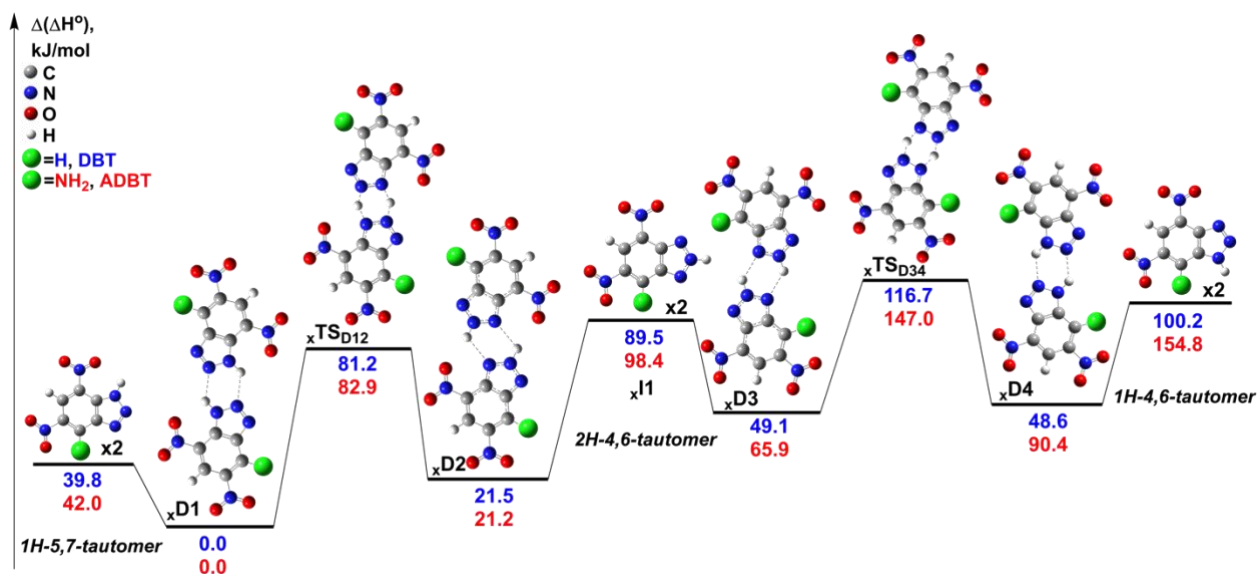 Δ(ΔHº),
kJ/mol
C
N
O
H
=H, DBT
=NH₂, ADBT
x2
39.8
42.0
1H-5,7-tautomer
ₓD1
0.0
0.0
ₓTS_D12
81.2
82.9
ₓD2
21.5
21.2
x2
89.5
98.4
ₓI1
2H-4,6-tautomer
ₓD3
49.1
65.9
ₓTS_D34
116.7
147.0
ₓD4
48.6
90.4
x2
100.2
154.8
1H-4,6-tautomer